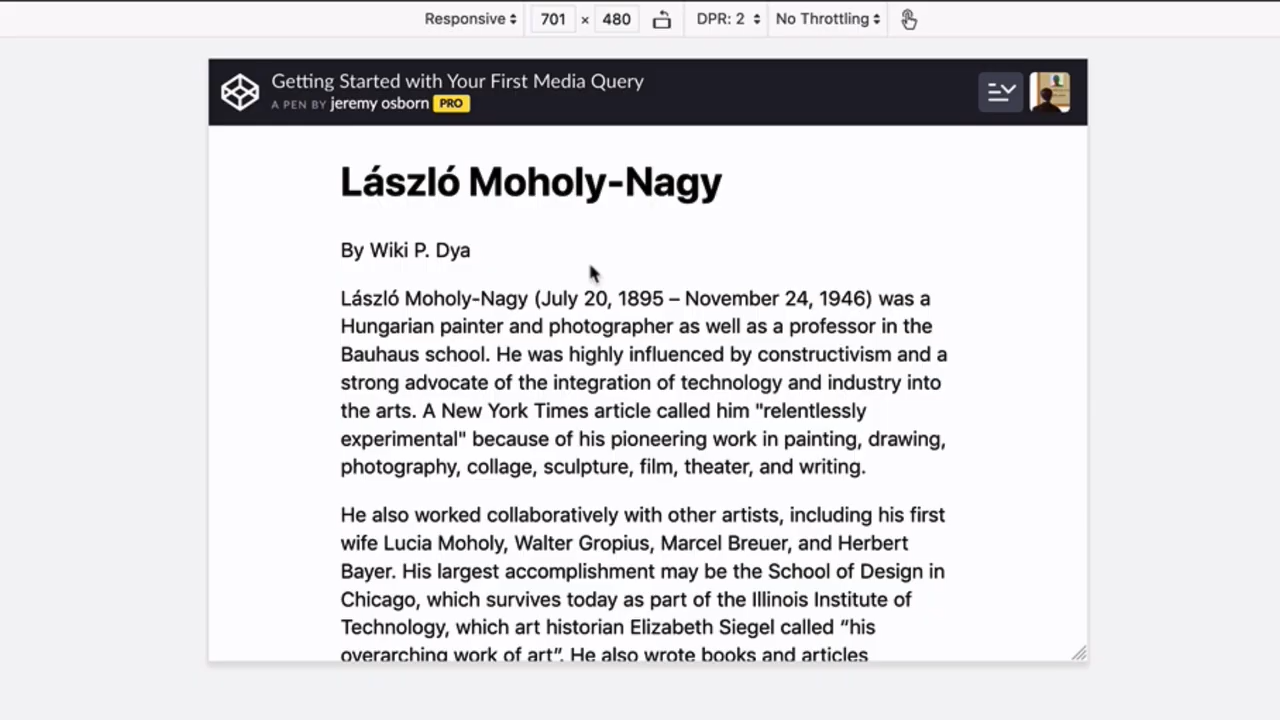 Responsive 701 × 480 DPR: 2 No Throttling
Getting Started with Your First Media Query
A PEN BY jeremy osborn PRO
László Moholy-Nagy
By Wiki P. Dya
László Moholy-Nagy (July 20, 1895 – November 24, 1946) was a
Hungarian painter and photographer as well as a professor in the
Bauhaus school. He was highly influenced by constructivism and a
strong advocate of the integration of technology and industry into
the arts. A New York Times article called him "relentlessly
experimental" because of his pioneering work in painting, drawing,
photography, collage, sculpture, film, theater, and writing.
He also worked collaboratively with other artists, including his first
wife Lucia Moholy, Walter Gropius, Marcel Breuer, and Herbert
Bayer. His largest accomplishment may be the School of Design in
Chicago, which survives today as part of the Illinois Institute of
Technology, which art historian Elizabeth Siegel called “his
overarching work of art”. He also wrote books and articles